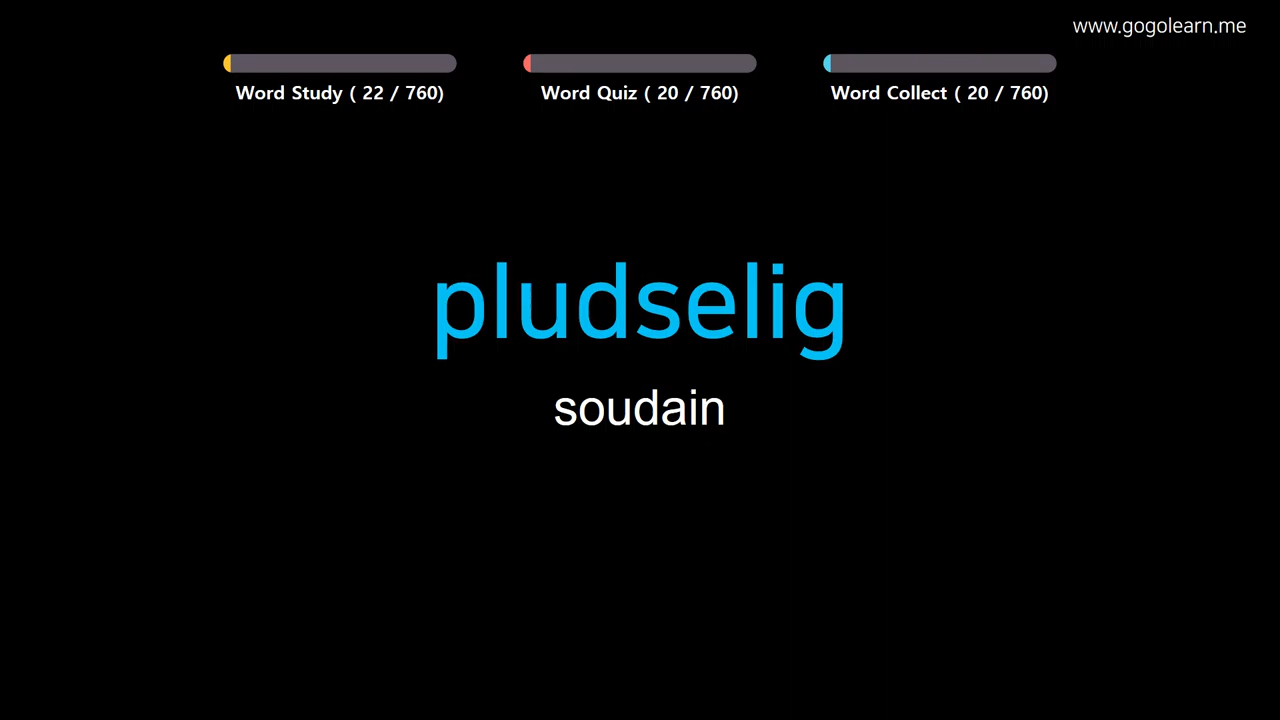 www.gogolearn.me
Word Study ( 22 / 760)
Word Quiz ( 20 / 760)
Word Collect ( 20 / 760)
pludselig
soudain